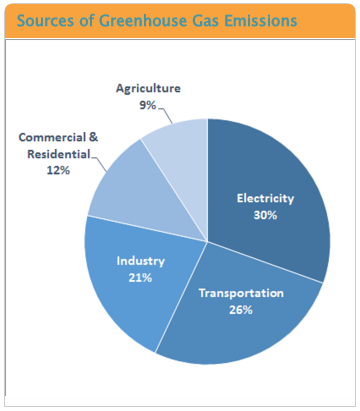 Sources of Greenhouse Gas Emissions
Agriculture
9%
Commercial &
Residential
12%
Electricity
30%
Industry
21%
Transportation
26%